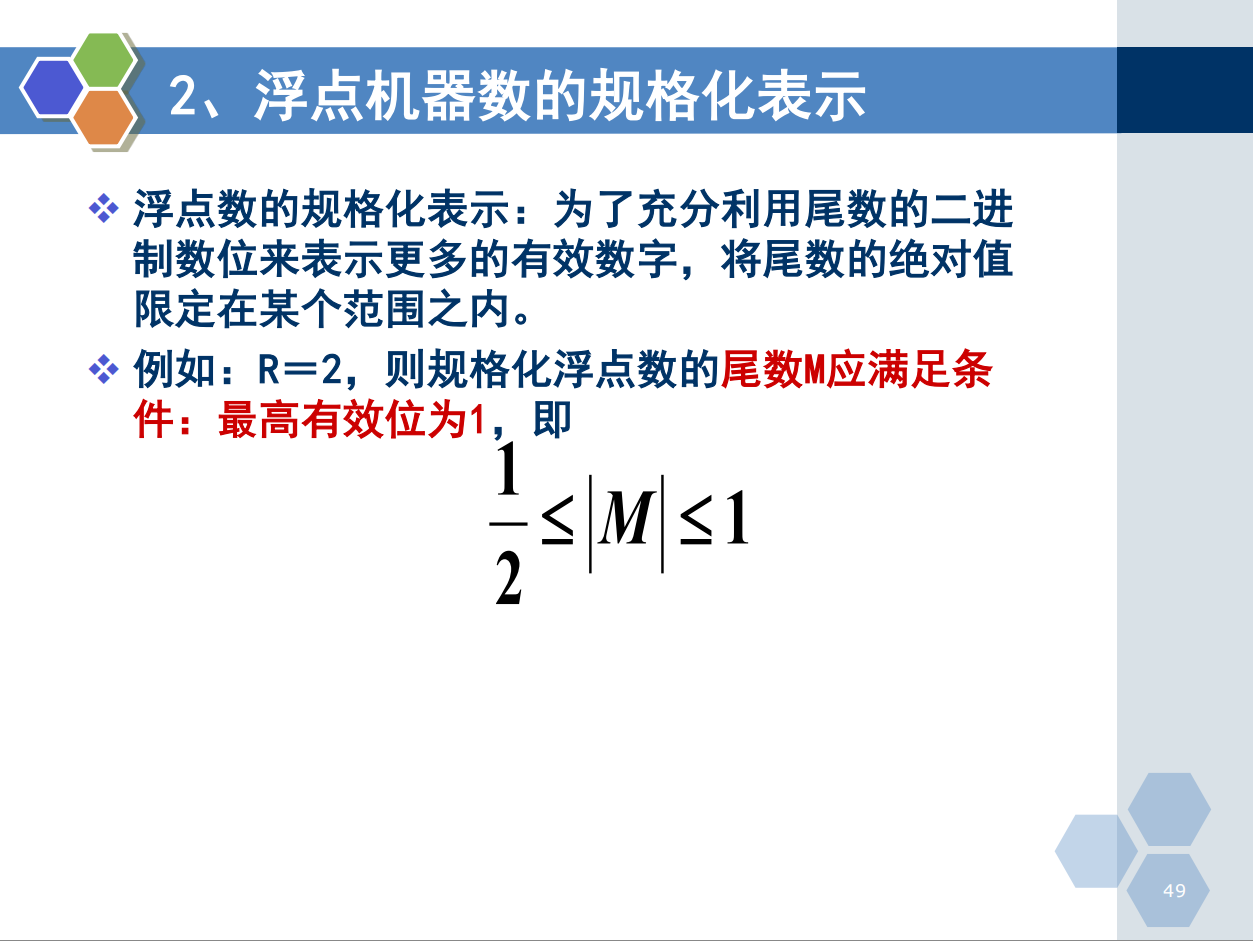 2、浮点机器数的规格化表示
浮点数的规格化表示：为了充分利用尾数的二进
制数位来表示更多的有效数字，将尾数的绝对值
限定在某个范围之内。
例如：R＝2，则规格化浮点数的尾数M应满足条
件：最高有效位为1，即
1/2 ≤ |M| ≤ 1
49